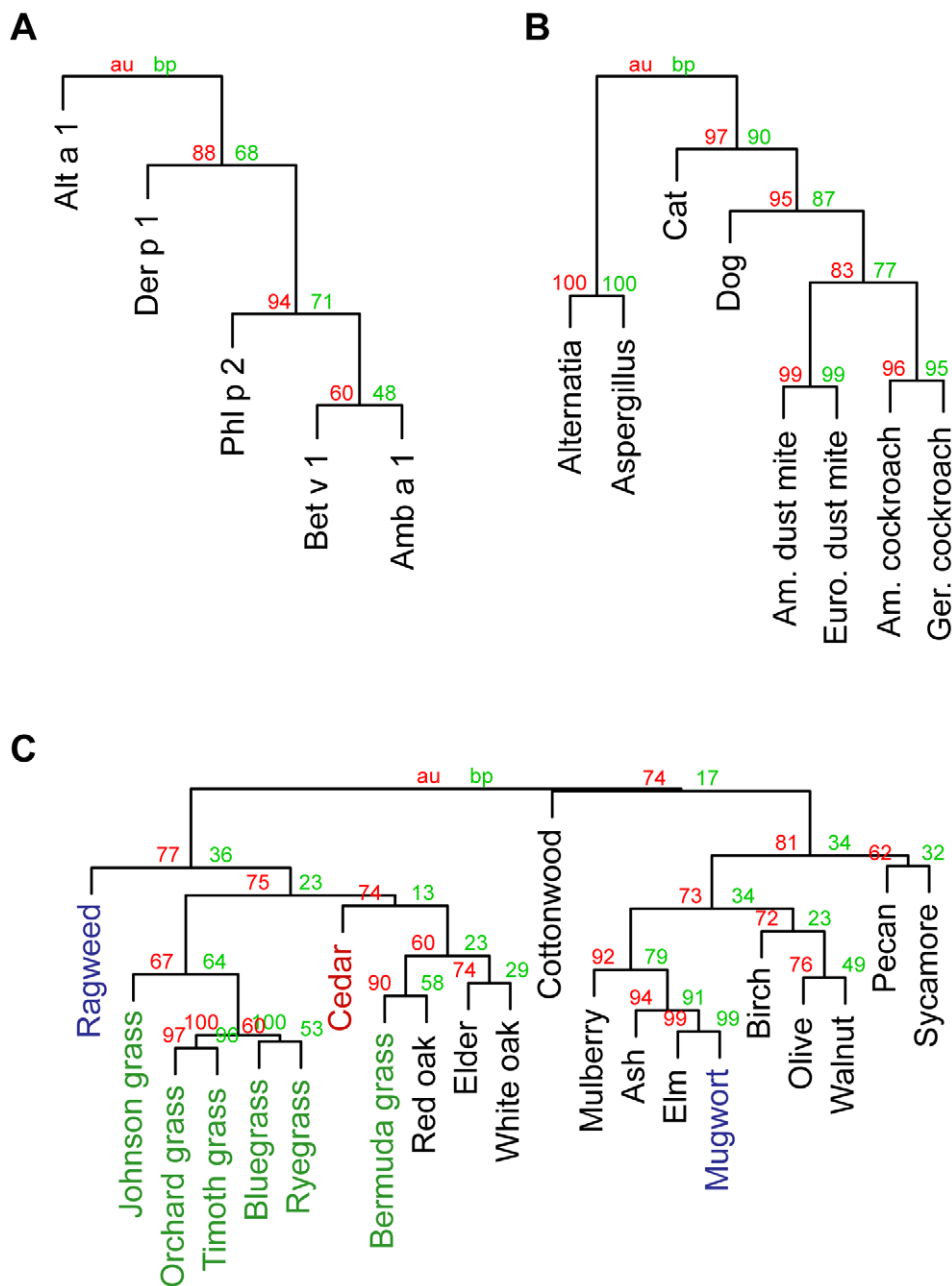 A
au bp
Alt a 1
88 68
Der p 1
94 71
Phl p 2
60 48
Bet v 1
Amb a 1
B
au bp
97 90
Cat
95 87
Dog
100 100
83 77
Alternatia
Aspergillus
99 99
96 95
Am. dust mite
Euro. dust mite
Am. cockroach
Ger. cockroach
C
au bp
74 17
77 36
Ragweed
75 23
67 64
Johnson grass
100 100
97 90
Orchard grass
Timoth grass
60 53
Bluegrass
Ryegrass
74 13
Cedar
60 23
90 58
Bermuda grass
Red oak
74 29
Elder
White oak
Cottonwood
81 34
73 34
92 79
Mulberry
94 91
Ash
99 99
Elm
Mugwort
72 23
Birch
76 49
Olive
Walnut
62 32
Pecan
Sycamore